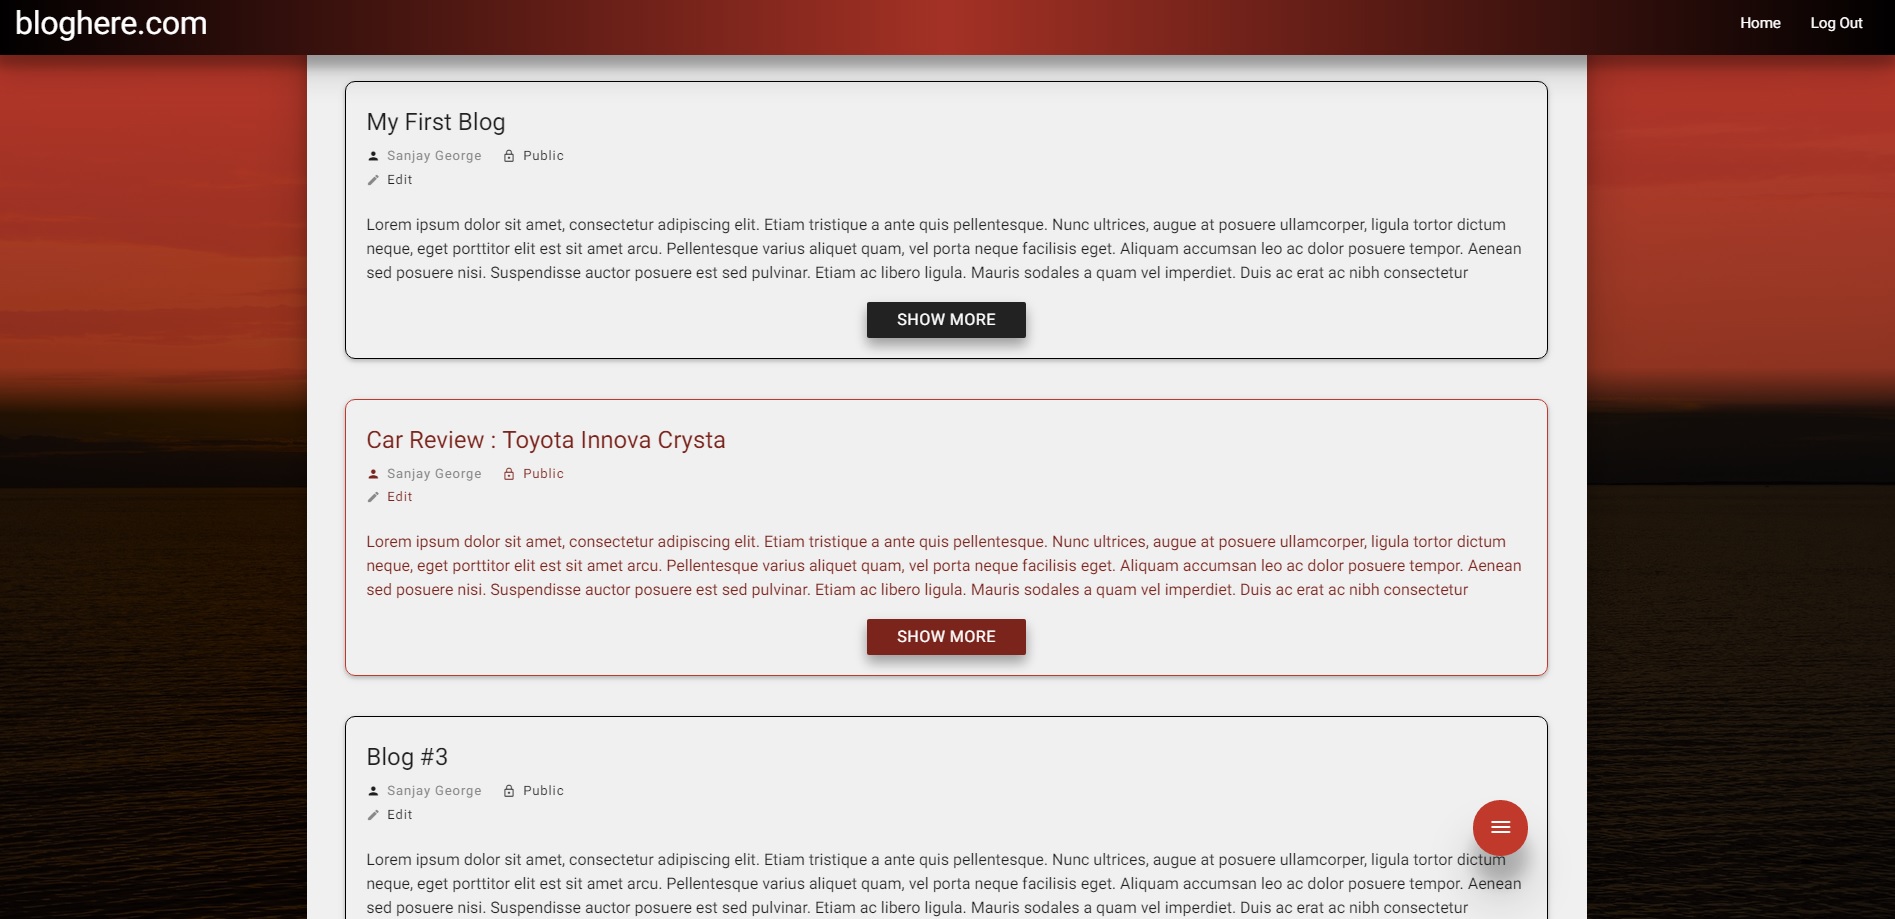 bloghere.com
Home
Log Out
My First Blog
Sanjay George
Public
Edit
Lorem ipsum dolor sit amet, consectetur adipiscing elit. Etiam tristique a ante quis pellentesque. Nunc ultrices, augue at posuere ullamcorper, ligula tortor dictum
neque, eget porttitor elit est sit amet arcu. Pellentesque varius aliquet quam, vel porta neque facilisis eget. Aliquam accumsan leo ac dolor posuere tempor. Aenean
sed posuere nisi. Suspendisse auctor posuere est sed pulvinar. Etiam ac libero ligula. Mauris sodales a quam vel imperdiet. Duis ac erat ac nibh consectetur
SHOW MORE
Car Review : Toyota Innova Crysta
Sanjay George
Public
Edit
Lorem ipsum dolor sit amet, consectetur adipiscing elit. Etiam tristique a ante quis pellentesque. Nunc ultrices, augue at posuere ullamcorper, ligula tortor dictum
neque, eget porttitor elit est sit amet arcu. Pellentesque varius aliquet quam, vel porta neque facilisis eget. Aliquam accumsan leo ac dolor posuere tempor. Aenean
sed posuere nisi. Suspendisse auctor posuere est sed pulvinar. Etiam ac libero ligula. Mauris sodales a quam vel imperdiet. Duis ac erat ac nibh consectetur
SHOW MORE
Blog #3
Sanjay George
Public
Edit
Lorem ipsum dolor sit amet, consectetur adipiscing elit. Etiam tristique a ante quis pellentesque. Nunc ultrices, augue at posuere ullamcorper, ligula tortor dictum
neque, eget porttitor elit est sit amet arcu. Pellentesque varius aliquet quam, vel porta neque facilisis eget. Aliquam accumsan leo ac dolor posuere tempor. Aenean
sed posuere nisi. Suspendisse auctor posuere est sed pulvinar. Etiam ac libero ligula. Mauris sodales a quam vel imperdiet. Duis ac erat ac nibh consectetur